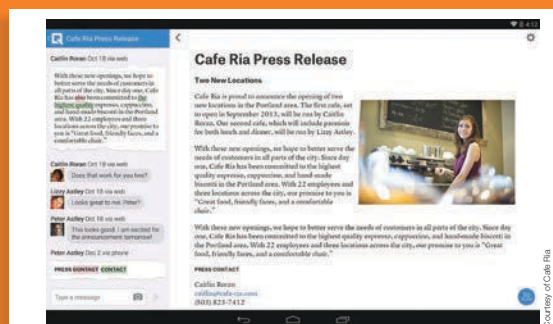 4:12
Cafe Ria Press Release
Caitlin Roran Oct 18 via web
With these new openings, we hope to
better serve the needs of customers in
all parts of the city. Since day one, Cafe
Ria has also been committed to the
highest quality espresso, cappuccino,
and hand-made biscotti in the Portland
area. With 22 employees and three
locations across the city, our promise to
you is "Great food, friendly faces, and a
comfortable chair."
Caitlin Roran Oct 18 via web
Does that work for you two?
Lizzy Astley Oct 18 via web
Looks great to me. Peter?
Peter Astley Oct 18 via web
This looks good. I am excited for
the announcement tomorrow!
Peter Astley Dec 2 via phone
PRESS CONTACT CONTACT
Type a message
Cafe Ria Press Release
Two New Locations
Cafe Ria is proud to announce the opening of two
new locations in the Portland area. The first cafe, set
to open in September 2013, will be run by Caitlin
Roran. Our second cafe, which will include paninis
for both lunch and dinner, will be run by Lizzy Astley.
With these new openings, we hope to better serve the
needs of customers in all parts of the city. Since day
one, Cafe Ria has been committed to the highest
quality espresso, cappuccino, and hand-made
biscotti in the Portland area. With 22 employees and
three locations across the city, our promise to you is
"Great food, friendly faces, and a comfortable
chair."
With these new openings, we hope to better serve the needs of customers in all parts of the city. Since day
one, Cafe Ria has been committed to the highest quality espresso, cappuccino, and hand-made biscotti in
the Portland area. With 22 employees and three locations across the city, our promise to you is "Great
food, friendly faces, and a comfortable chair."
PRESS CONTACT
Caitlin Roran
caitlin@cafe-ria.com
(503) 823-7412
Courtesy of Cafe Ria